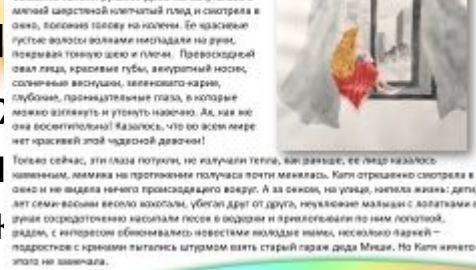 мягкий шерстяной клетчатый плед и смотрела в
окно, положив голову на колени. Ее красивые
густые волосы волнами ниспадали на руки,
покрывая тонкую шею и плечи. Превосходный
овал лица, красивые губы, аккуратный носик,
солнечные веснушки, зеленовато-карие,
глубокие, проницательные глаза, в которые
можно взглянуть и утонуть навечно. Ах, как же
она восхитительна! Казалось, что во всем мире
нет красивей этой чудесной девочки!
Только сейчас, эти глаза потухли, не излучали тепла, как раньше, ее лицо казалось
каменным, мимика на протяжении получаса почти менялась. Катя отрешенно смотрела в
окно и не видела ничего происходящего вокруг. А за окном, на улице, кипела жизнь: дети
лет семи-восьми весело хохотали, убегая друг от друга, неуклюжие малыши с лопатками в
руках сосредоточенно насыпали песок в ведерки и прихлопывали по ним лопаткой,
рядом, с интересом обменивались новостями молодые мамы, несколько парней –
подростков с криками пытались штурмом взять старый гараж деда Миши. Но Катя ничего
этого не замечала.